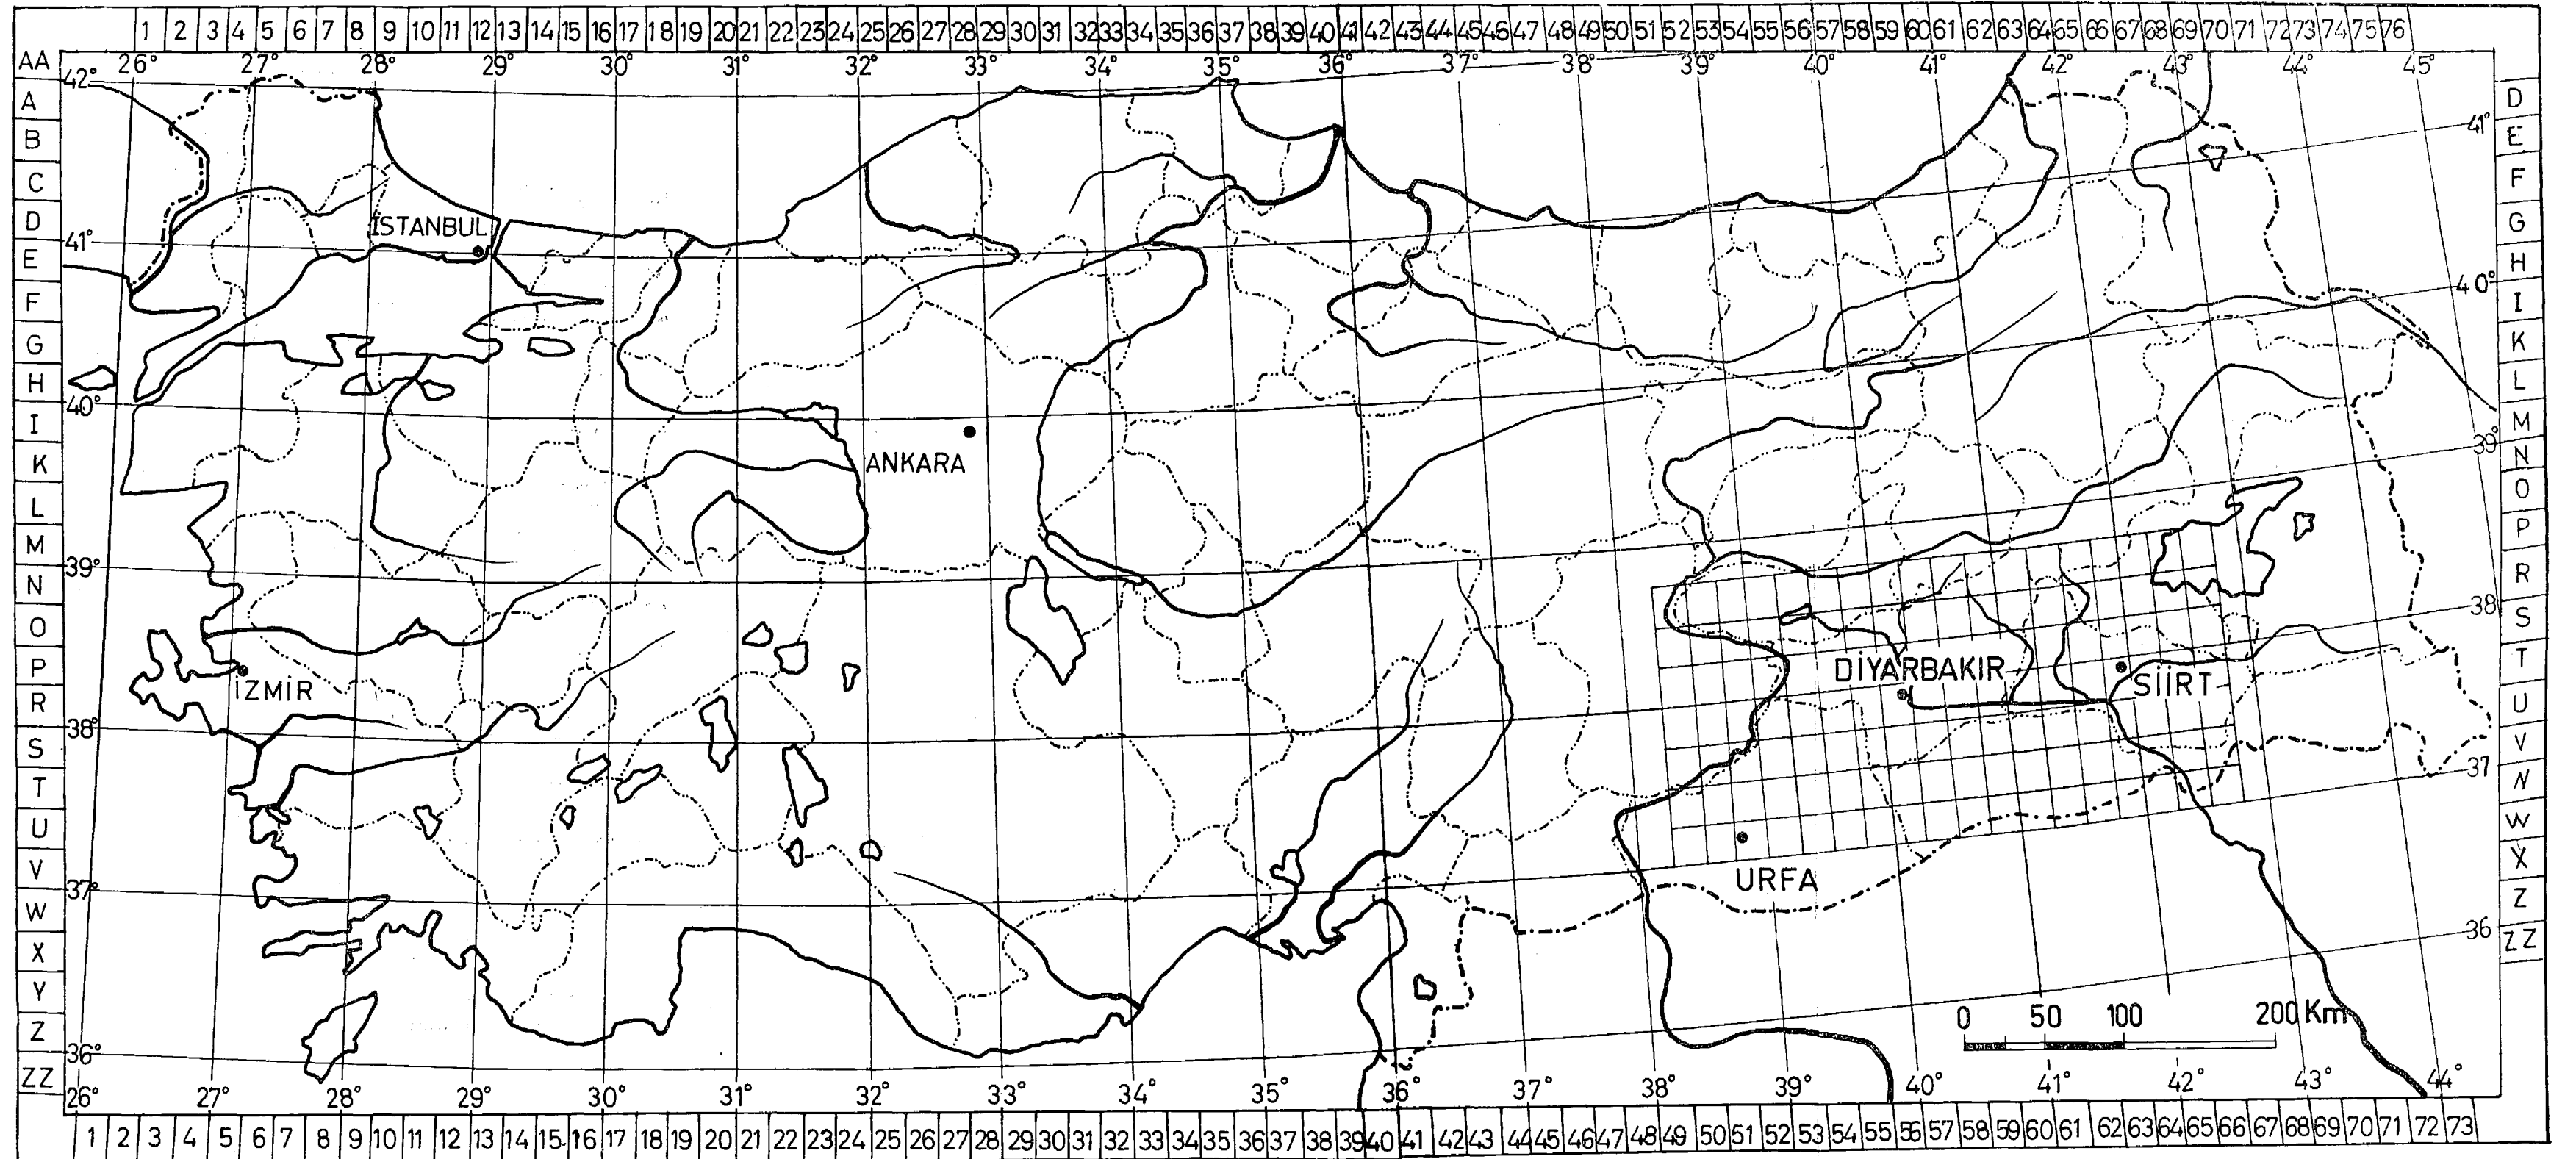 1 2 3 4 5 6 7 8 9 10 11 12 13 14 15 16 17 18 19 20 21 22 23 24 25 26 27 28 29 30 31 32 33 34 35 36 37 38 39 40 41 42 43 44 45 46 47 48 49 50 51 52 53 54 55 56 57 58 59 60 61 62 63 64 65 66 67 68 69 70 71 72 73 74 75 76
26° 27° 28° 29° 30° 31° 32° 33° 34° 35° 36° 37° 38° 39° 40° 41° 42° 43° 44° 45°
AA
A
B
C
D
E
F
G
H
I
K
L
M
N
O
P
R
S
T
U
V
W
X
Y
Z
ZZ
42°
41°
40°
39°
38°
37°
36°
İSTANBUL
ANKARA
İZMİR
DİYARBAKIR
SİİRT
URFA
0 50 100 200 Km
41°
40°
39°
38
37
36
D
E
F
G
H
I
K
L
M
N
O
P
R
S
T
U
V
N
W
X
Z
ZZ
26° 27° 28° 29° 30° 31° 32° 33° 34° 35° 36° 37° 38° 39° 40° 41° 42° 43° 44°
1 2 3 4 5 6 7 8 9 10 11 12 13 14 15 16 17 18 19 20 21 22 23 24 25 26 27 28 29 30 31 32 33 34 35 36 37 38 39 40 41 42 43 44 45 46 47 48 49 50 51 52 53 54 55 56 57 58 59 60 61 62 63 64 65 66 67 68 69 70 71 72 73